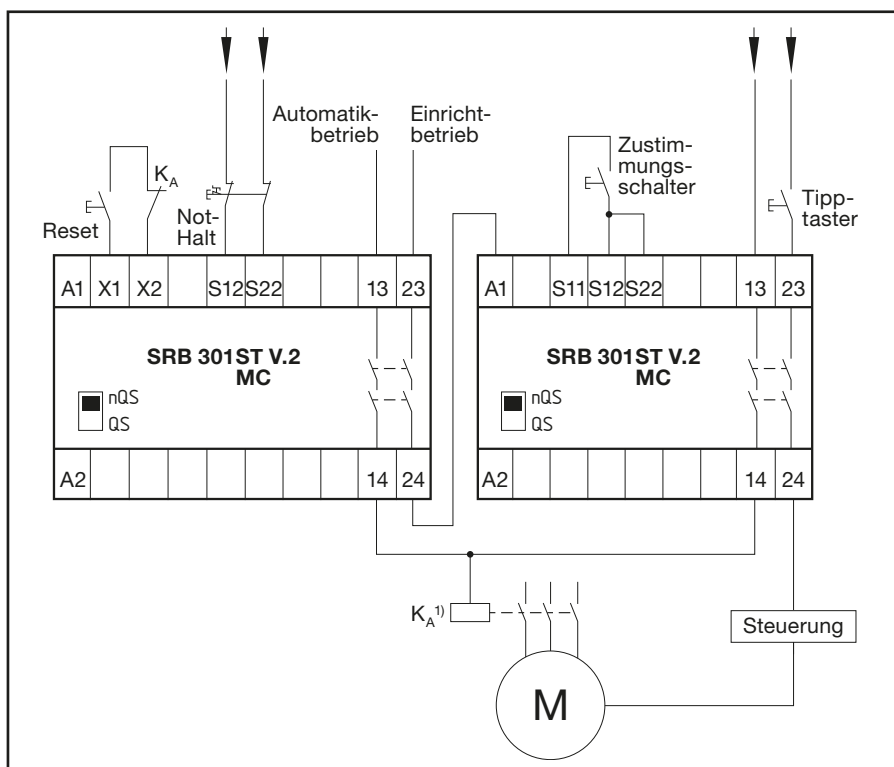 Automatik-
betrieb
Einricht-
betrieb
Zustim-
mungs-
schalter
K_A
Reset
Not-
Halt
Tipp-
taster
A1 X1 X2 S12 S22 13 23
A1 S11 S12 S22 13 23
SRB 301ST V.2
MC
nQS
QS
SRB 301ST V.2
MC
nQS
QS
A2 14 24
A2 14 24
K_A 1)
Steuerung
M